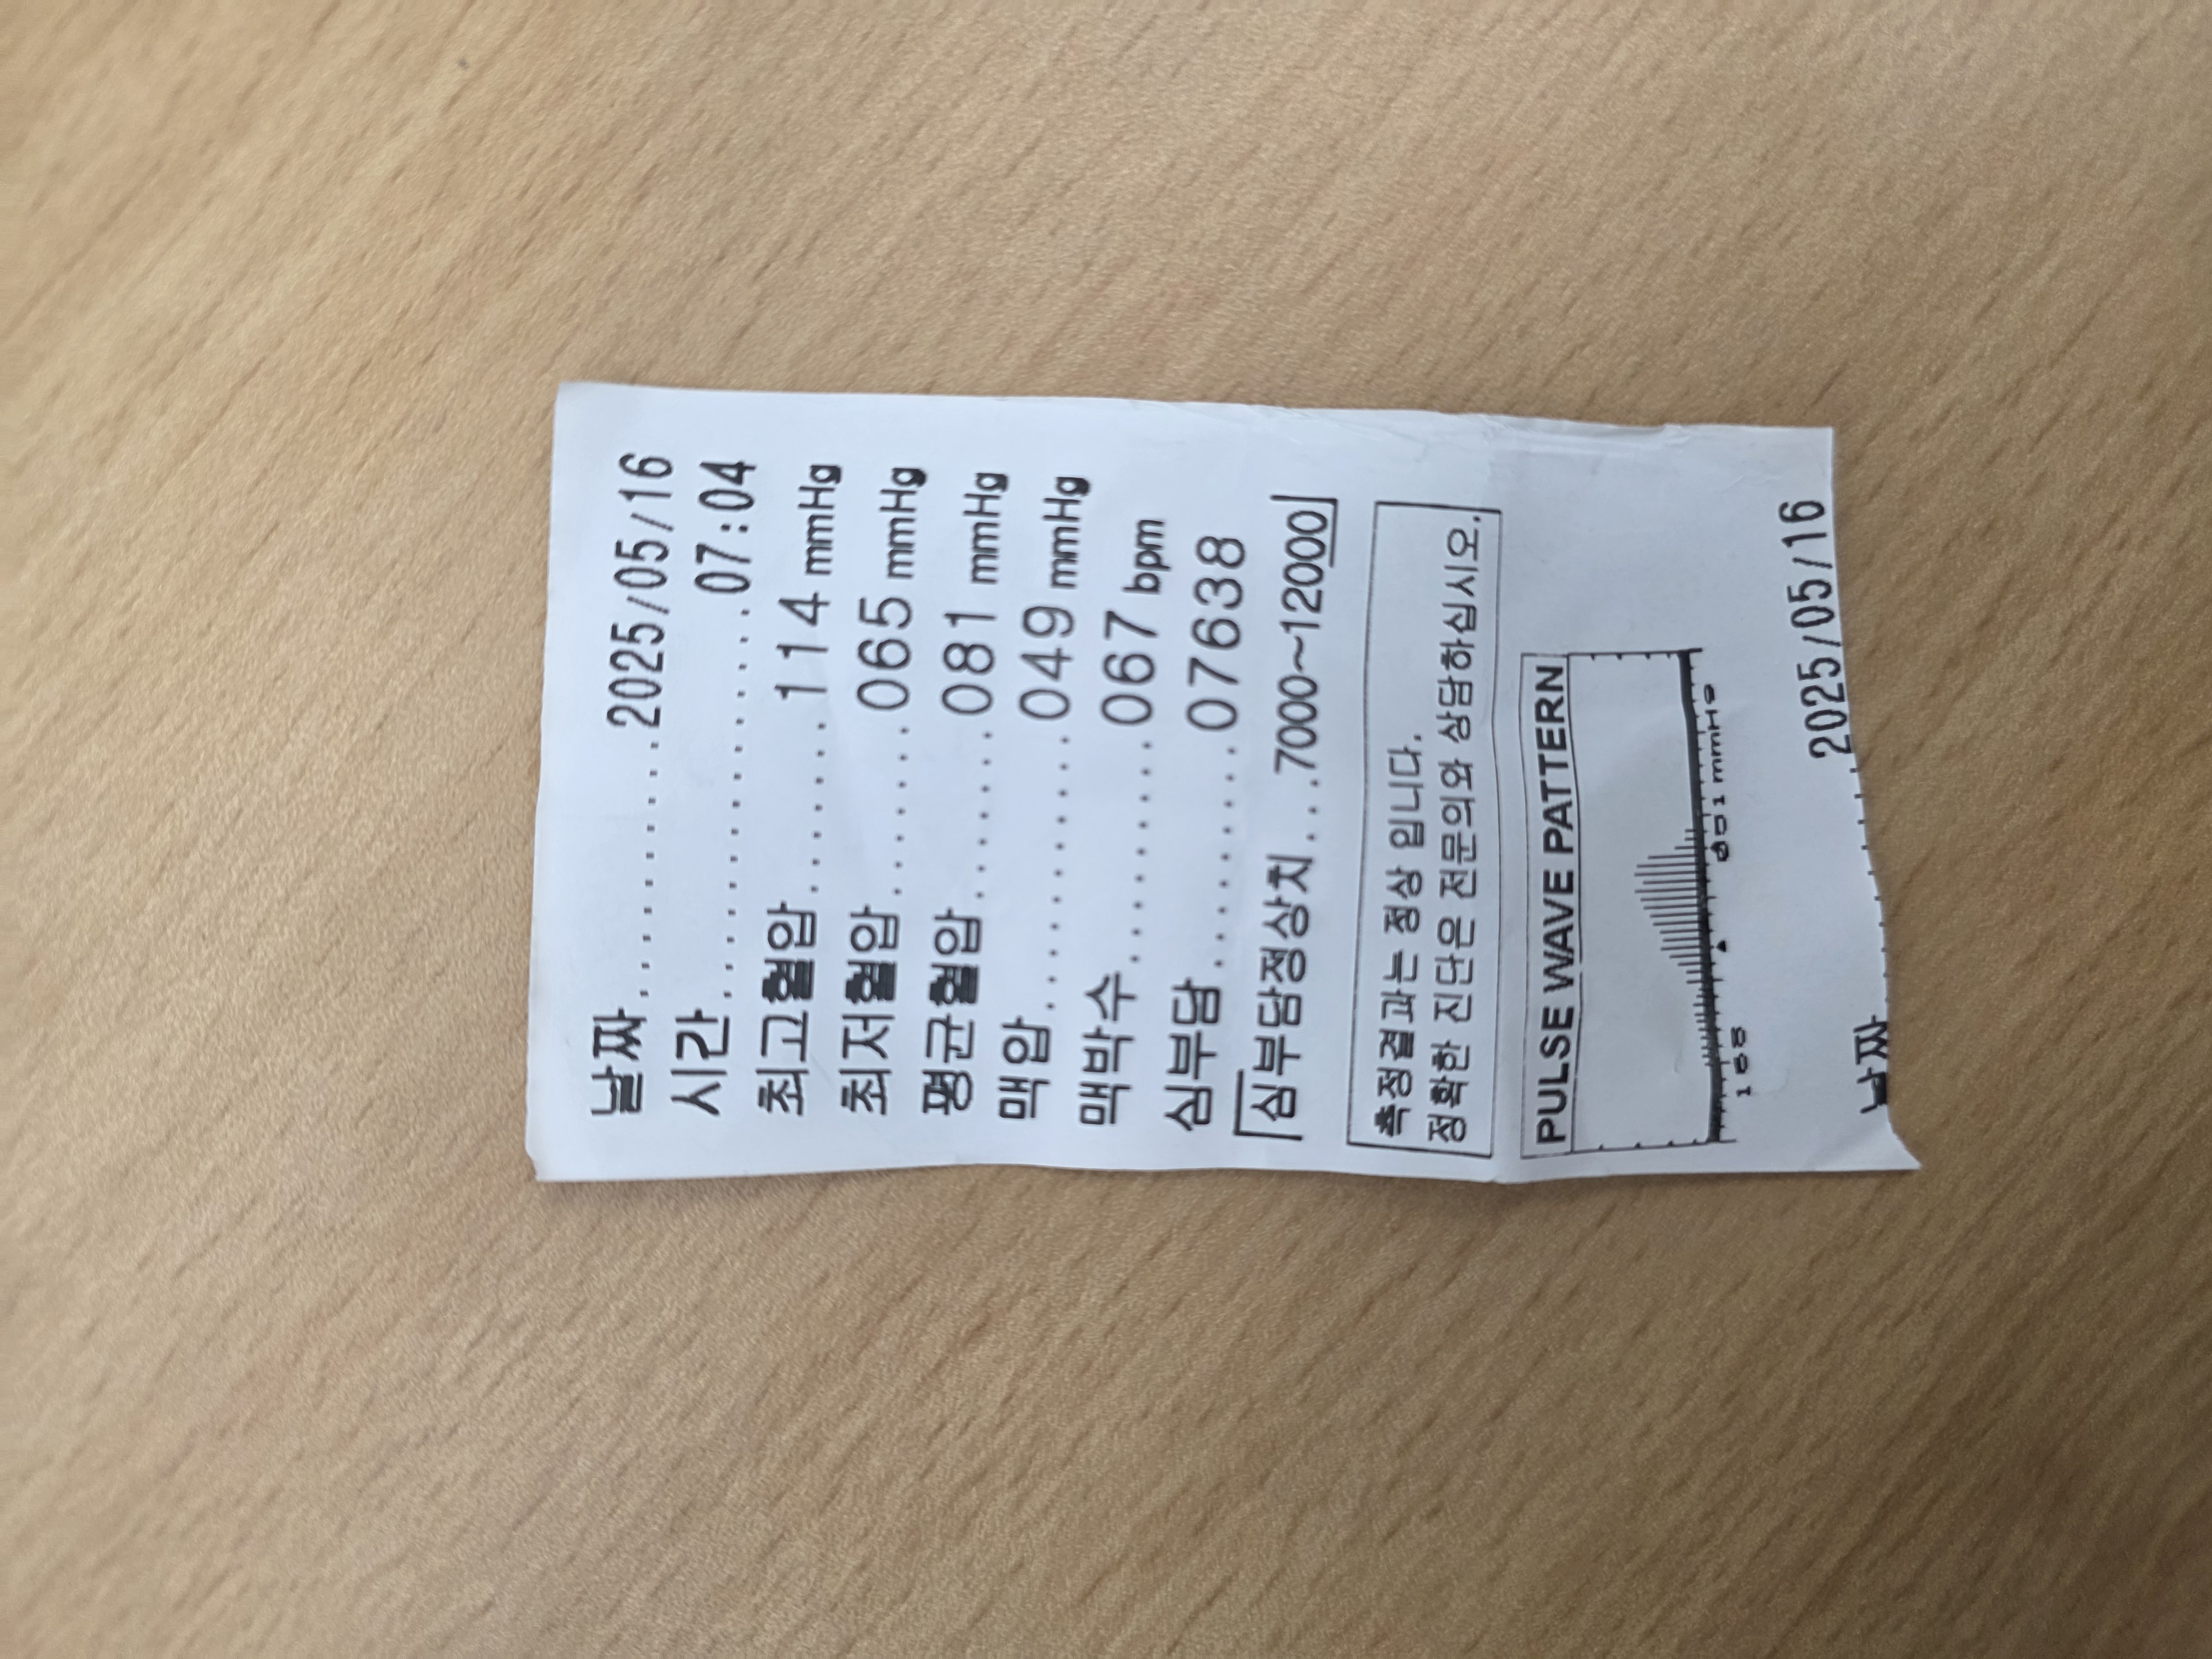 날짜..............2025/05/16
시간..................07:04
최고혈압........114 mmHg
최저혈압........065 mmHg
평균혈압........081 mmHg
맥압.............049 mmHg
맥박수...........067 bpm
심부담...........07638
[심부담정상치...7000~12000]
측정결과는 정상 입니다.
정확한 진단은 전문의와 상담하십시오.
PULSE WAVE PATTERN
mmHg
2025/05/16
날짜